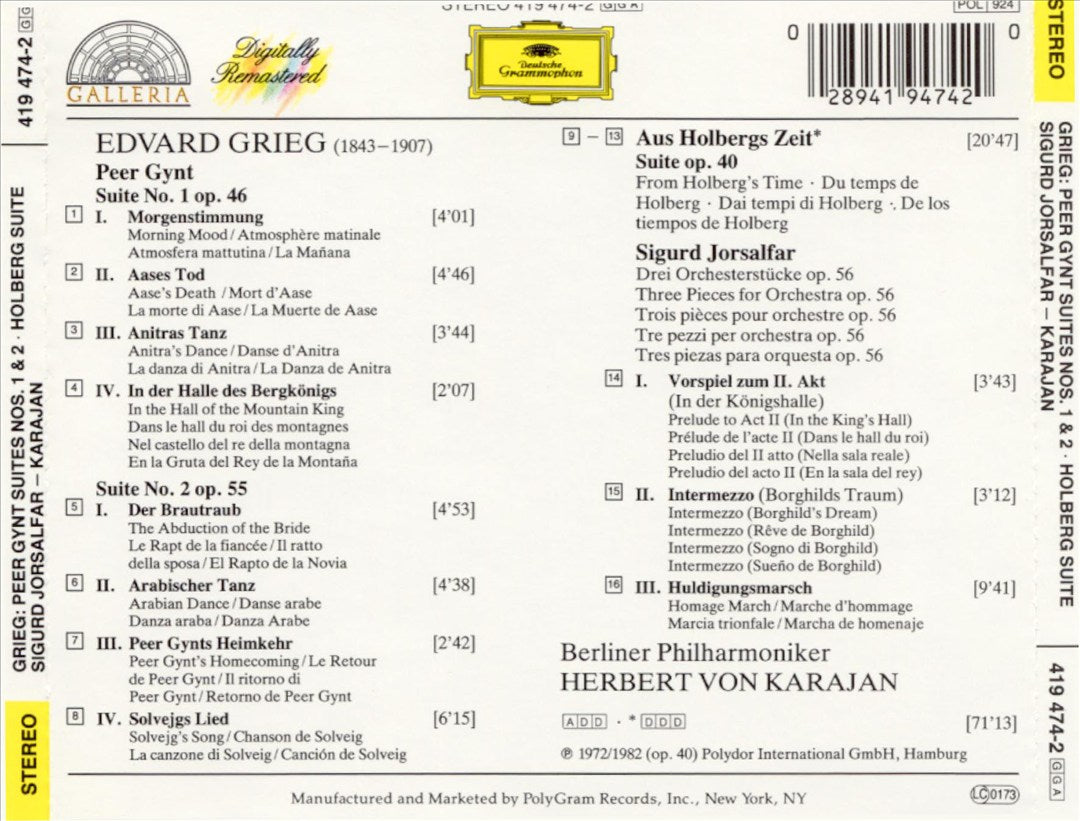 STEREO 419 474-2 GGA
POL 924
GALLERIA
Digitally
Remastered
Deutsche
Grammophon
0 28941 94742 0
419 474-2 GG
GRIEG: PEER GYNT SUITES NOS. 1 & 2 · HOLBERG SUITE
SIGURD JORSALFAR – KARAJAN
STEREO
EDVARD GRIEG (1843–1907)
Peer Gynt
Suite No. 1 op. 46
1 I. Morgenstimmung [4'01]
Morning Mood / Atmosphère matinale
Atmosfera mattutina / La Mañana
2 II. Aases Tod [4'46]
Aase's Death / Mort d'Aase
La morte di Aase / La Muerte de Aase
3 III. Anitras Tanz [3'44]
Anitra's Dance / Danse d'Anitra
La danza di Anitra / La Danza de Anitra
4 IV. In der Halle des Bergkönigs [2'07]
In the Hall of the Mountain King
Dans le hall du roi des montagnes
Nel castello del re della montagna
En la Gruta del Rey de la Montaña
Suite No. 2 op. 55
5 I. Der Brautraub [4'53]
The Abduction of the Bride
Le Rapt de la fiancée / Il ratto
della sposa / El Rapto de la Novia
6 II. Arabischer Tanz [4'38]
Arabian Dance / Danse arabe
Danza araba / Danza Arabe
7 III. Peer Gynts Heimkehr [2'42]
Peer Gynt's Homecoming / Le Retour
de Peer Gynt / Il ritorno di
Peer Gynt / Retorno de Peer Gynt
8 IV. Solvejgs Lied [6'15]
Solvejg's Song / Chanson de Solveig
La canzone di Solveig / Canción de Solveig
9 – 13 Aus Holbergs Zeit* [20'47]
Suite op. 40
From Holberg's Time · Du temps de
Holberg · Dai tempi di Holberg ·. De los
tiempos de Holberg
Sigurd Jorsalfar
Drei Orchesterstücke op. 56
Three Pieces for Orchestra op. 56
Trois pièces pour orchestre op. 56
Tre pezzi per orchestra op. 56
Tres piezas para orquesta op. 56
14 I. Vorspiel zum II. Akt [3'43]
(In der Königshalle)
Prelude to Act II (In the King's Hall)
Prélude de l'acte II (Dans le hall du roi)
Preludio del II atto (Nella sala reale)
Preludio del acto II (En la sala del rey)
15 II. Intermezzo (Borghilds Traum) [3'12]
Intermezzo (Borghild's Dream)
Intermezzo (Rêve de Borghild)
Intermezzo (Sogno di Borghild)
Intermezzo (Sueño de Borghild)
16 III. Huldigungsmarsch [9'41]
Homage March / Marche d'hommage
Marcia trionfale / Marcha de homenaje
Berliner Philharmoniker
HERBERT VON KARAJAN
ADD · * DDD [71'13]
℗ 1972/1982 (op. 40) Polydor International GmbH, Hamburg
Manufactured and Marketed by PolyGram Records, Inc., New York, NY
LC 0173
STEREO
GRIEG: PEER GYNT SUITES NOS. 1 & 2 · HOLBERG SUITE
SIGURD JORSALFAR – KARAJAN
419 474-2 GGA